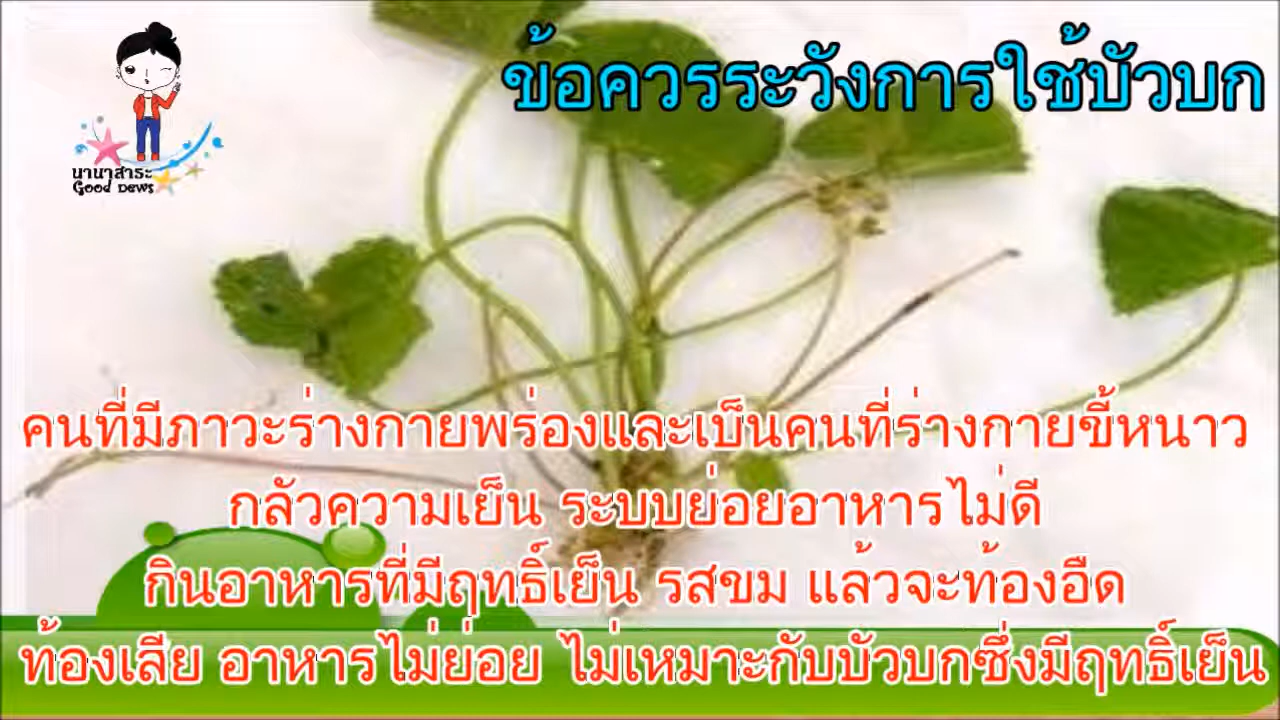 ข้อควรระวังการใช้บัวบก
นานาสาระ
Good news
คนที่มีภาวะร่างกายพร่องและเป็นคนที่ร่างกายขี้หนาว
กลัวความเย็น ระบบย่อยอาหารไม่ดี
กินอาหารที่มีฤทธิ์เย็น รสขม แล้วจะท้องอืด
ท้องเสีย อาหารไม่ย่อย ไม่เหมาะกับบัวบกซึ่งมีฤทธิ์เย็น